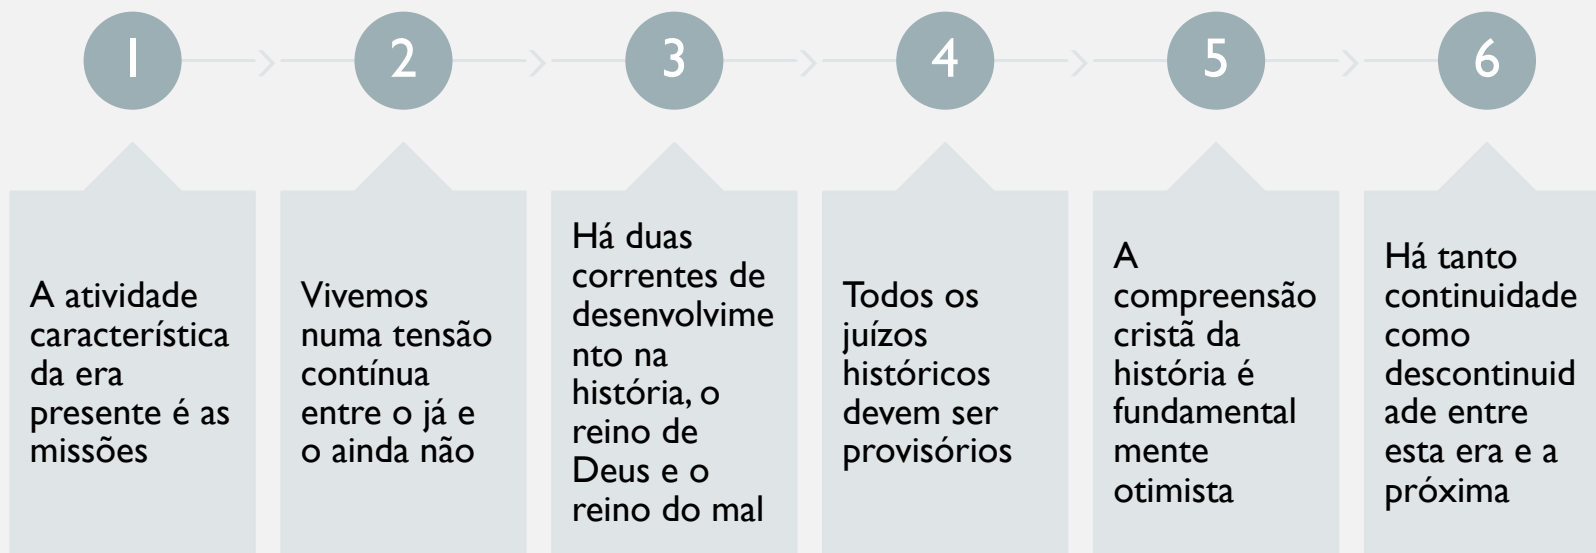 1
2
3
4
5
6
A atividade
característica
da era
presente é as
missões
Vivemos
numa tensão
contínua
entre o já e
o ainda não
Há duas
correntes de
desenvolvime
nto na
história, o
reino de
Deus e o
reino do mal
Todos os
juízos
históricos
devem ser
provisórios
A
compreensão
cristã da
história é
fundamental
mente
otimista
Há tanto
continuidade
como
descontinuid
ade entre
esta era e a
próxima